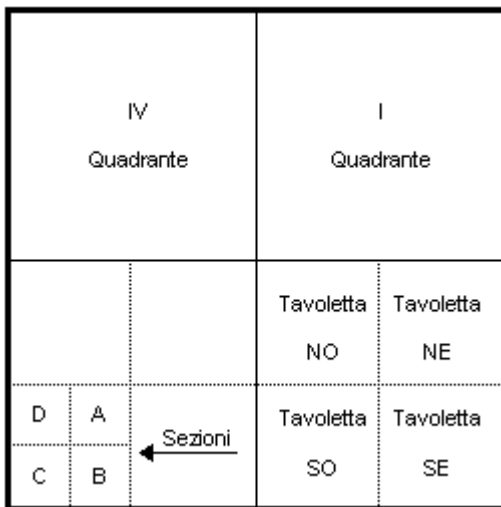 IV
Quadrante
I
Quadrante
Tavoletta
NO
Tavoletta
NE
D
A
C
B
Sezioni
Tavoletta
SO
Tavoletta
SE